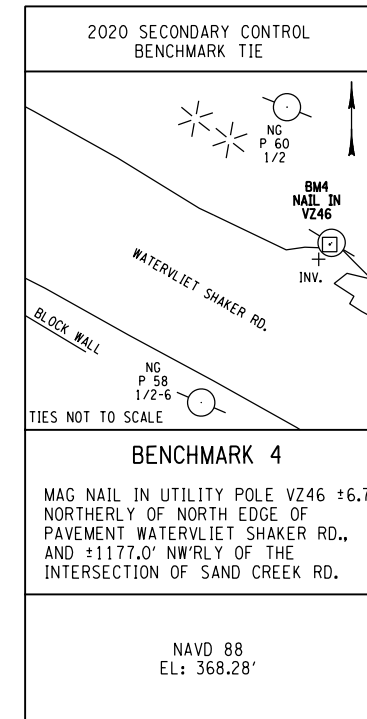 2020 SECONDARY CONTROL
BENCHMARK TIE
NG
P 60
1/2
BM4
NAIL IN
VZ46
INV.
WATERVLIET SHAKER RD.
BLOCK WALL
NG
P 58
1/2-6
TIES NOT TO SCALE
BENCHMARK 4
MAG NAIL IN UTILITY POLE VZ46 ±6.7
NORTHERLY OF NORTH EDGE OF
PAVEMENT WATERVLIET SHAKER RD.,
AND ±1177.0' NW'RLY OF THE
INTERSECTION OF SAND CREEK RD.
NAVD 88
EL: 368.28'